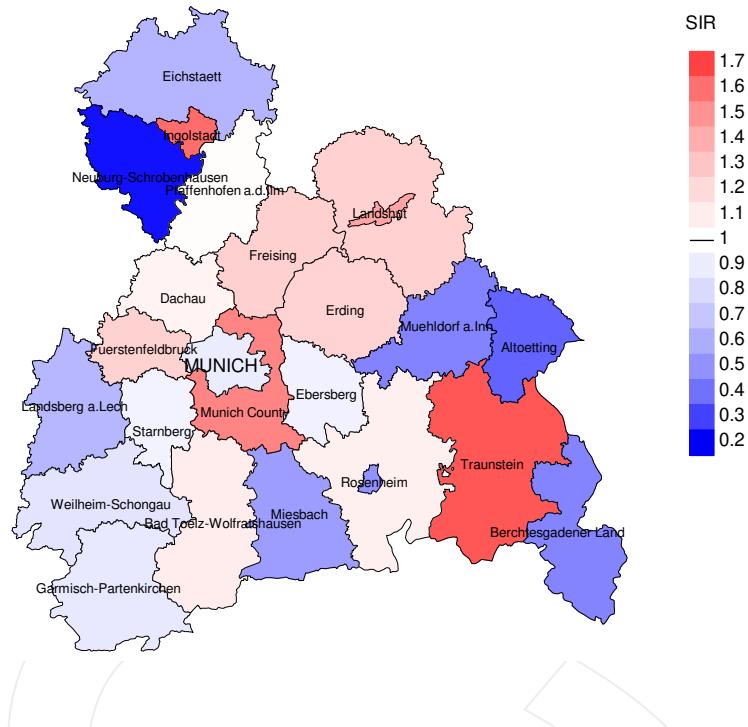 SIR
1.7
1.6
1.5
1.4
1.3
1.2
1.1
1
0.9
0.8
0.7
0.6
0.5
0.4
0.3
0.2
Eichstaett
Ingolstadt
Neuburg-Schrobenhausen
Pfaffenhofen a.d.Ilm
Landshut
Freising
Dachau
Erding
Muehldorf a.Inn
Altoetting
Fuerstenfeldbruck
MUNICH
Ebersberg
Landsberg a.Lech
Munich County
Starnberg
Traunstein
Rosenheim
Weilheim-Schongau
Miesbach
Bad Toelz-Wolfratshausen
Berchtesgadener Land
Garmisch-Partenkirchen